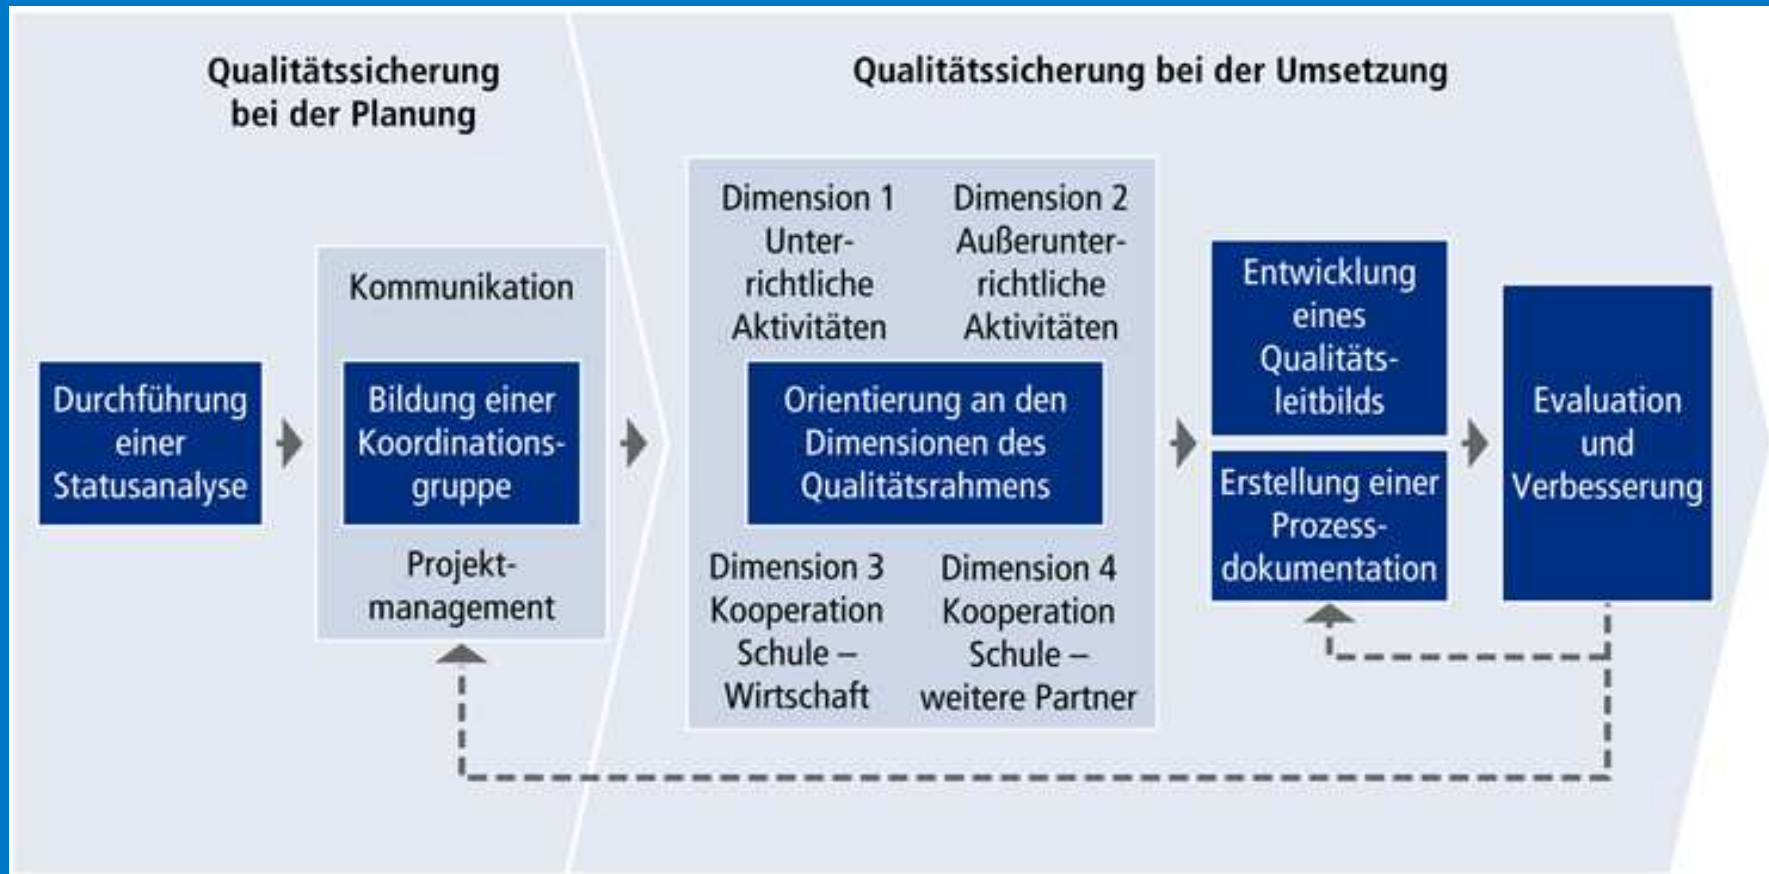 Qualitätssicherung
bei der Planung
Qualitätssicherung bei der Umsetzung
Durchführung
einer
Statusanalyse
Kommunikation
Bildung einer
Koordinations-
gruppe
Projekt-
management
Dimension 1
Unter-
richtliche
Aktivitäten
Dimension 2
Außerunter-
richtliche
Aktivitäten
Orientierung an den
Dimensionen des
Qualitätsrahmens
Dimension 3
Kooperation
Schule –
Wirtschaft
Dimension 4
Kooperation
Schule –
weitere Partner
Entwicklung
eines
Qualitäts-
leitbilds
Erstellung einer
Prozess-
dokumentation
Evaluation
und
Verbesserung